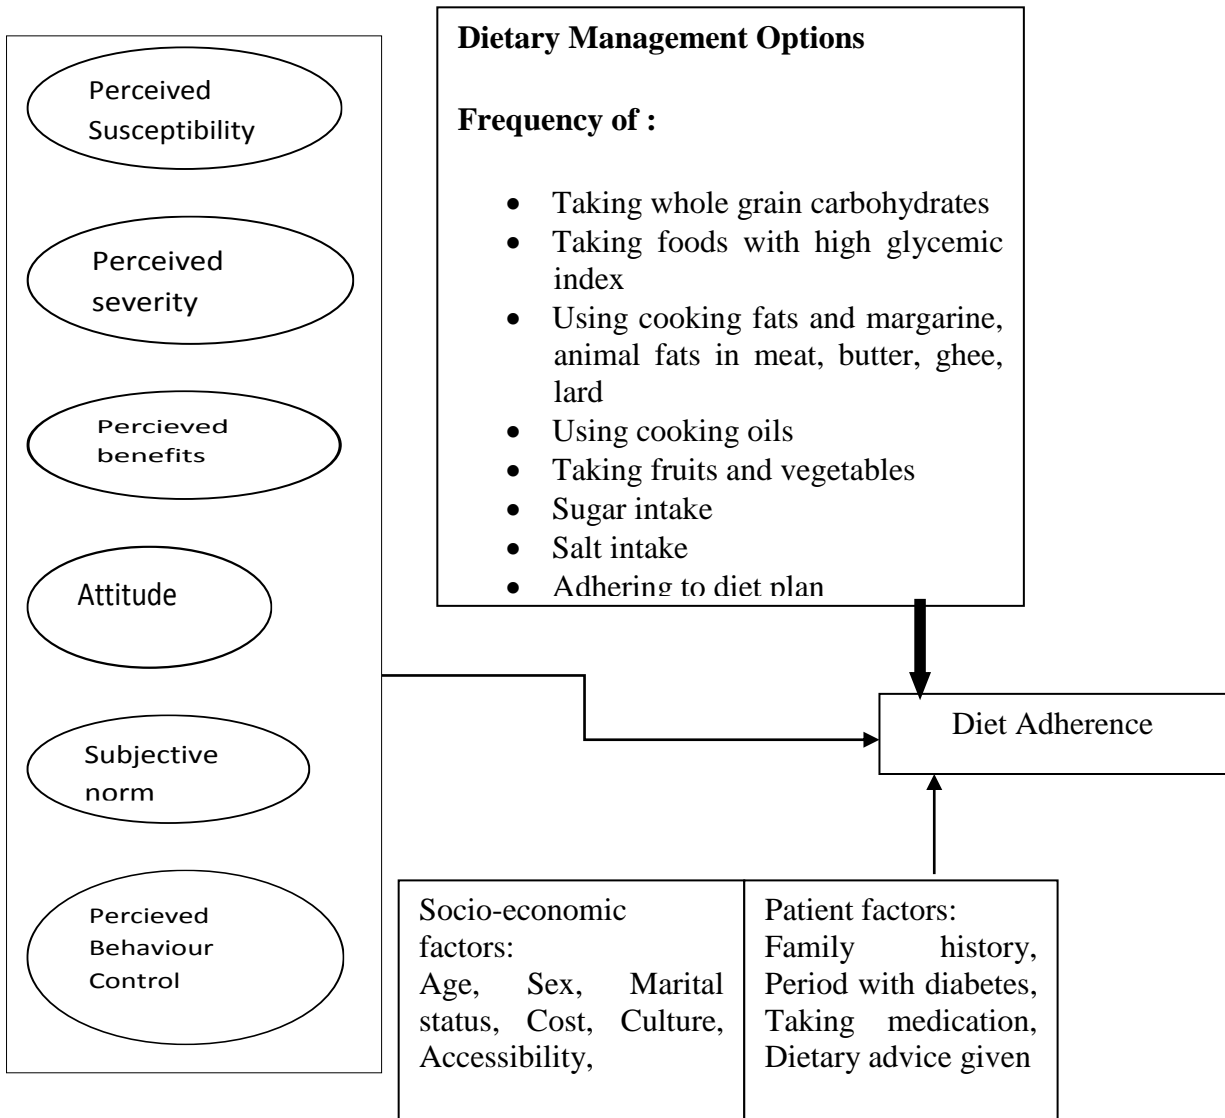 Perceived
Susceptibility
Perceived
severity
Percieved
benefits
Attitude
Subjective
norm
Percieved
Behaviour
Control
Dietary Management Options
Frequency of :
• Taking whole grain carbohydrates
• Taking foods with high glycemic
index
• Using cooking fats and margarine,
animal fats in meat, butter, ghee,
lard
• Using cooking oils
• Taking fruits and vegetables
• Sugar intake
• Salt intake
• Adhering to diet plan
Diet Adherence
Socio-economic
factors:
Age, Sex, Marital
status, Cost, Culture,
Accessibility,
Patient factors:
Family history,
Period with diabetes,
Taking medication,
Dietary advice given